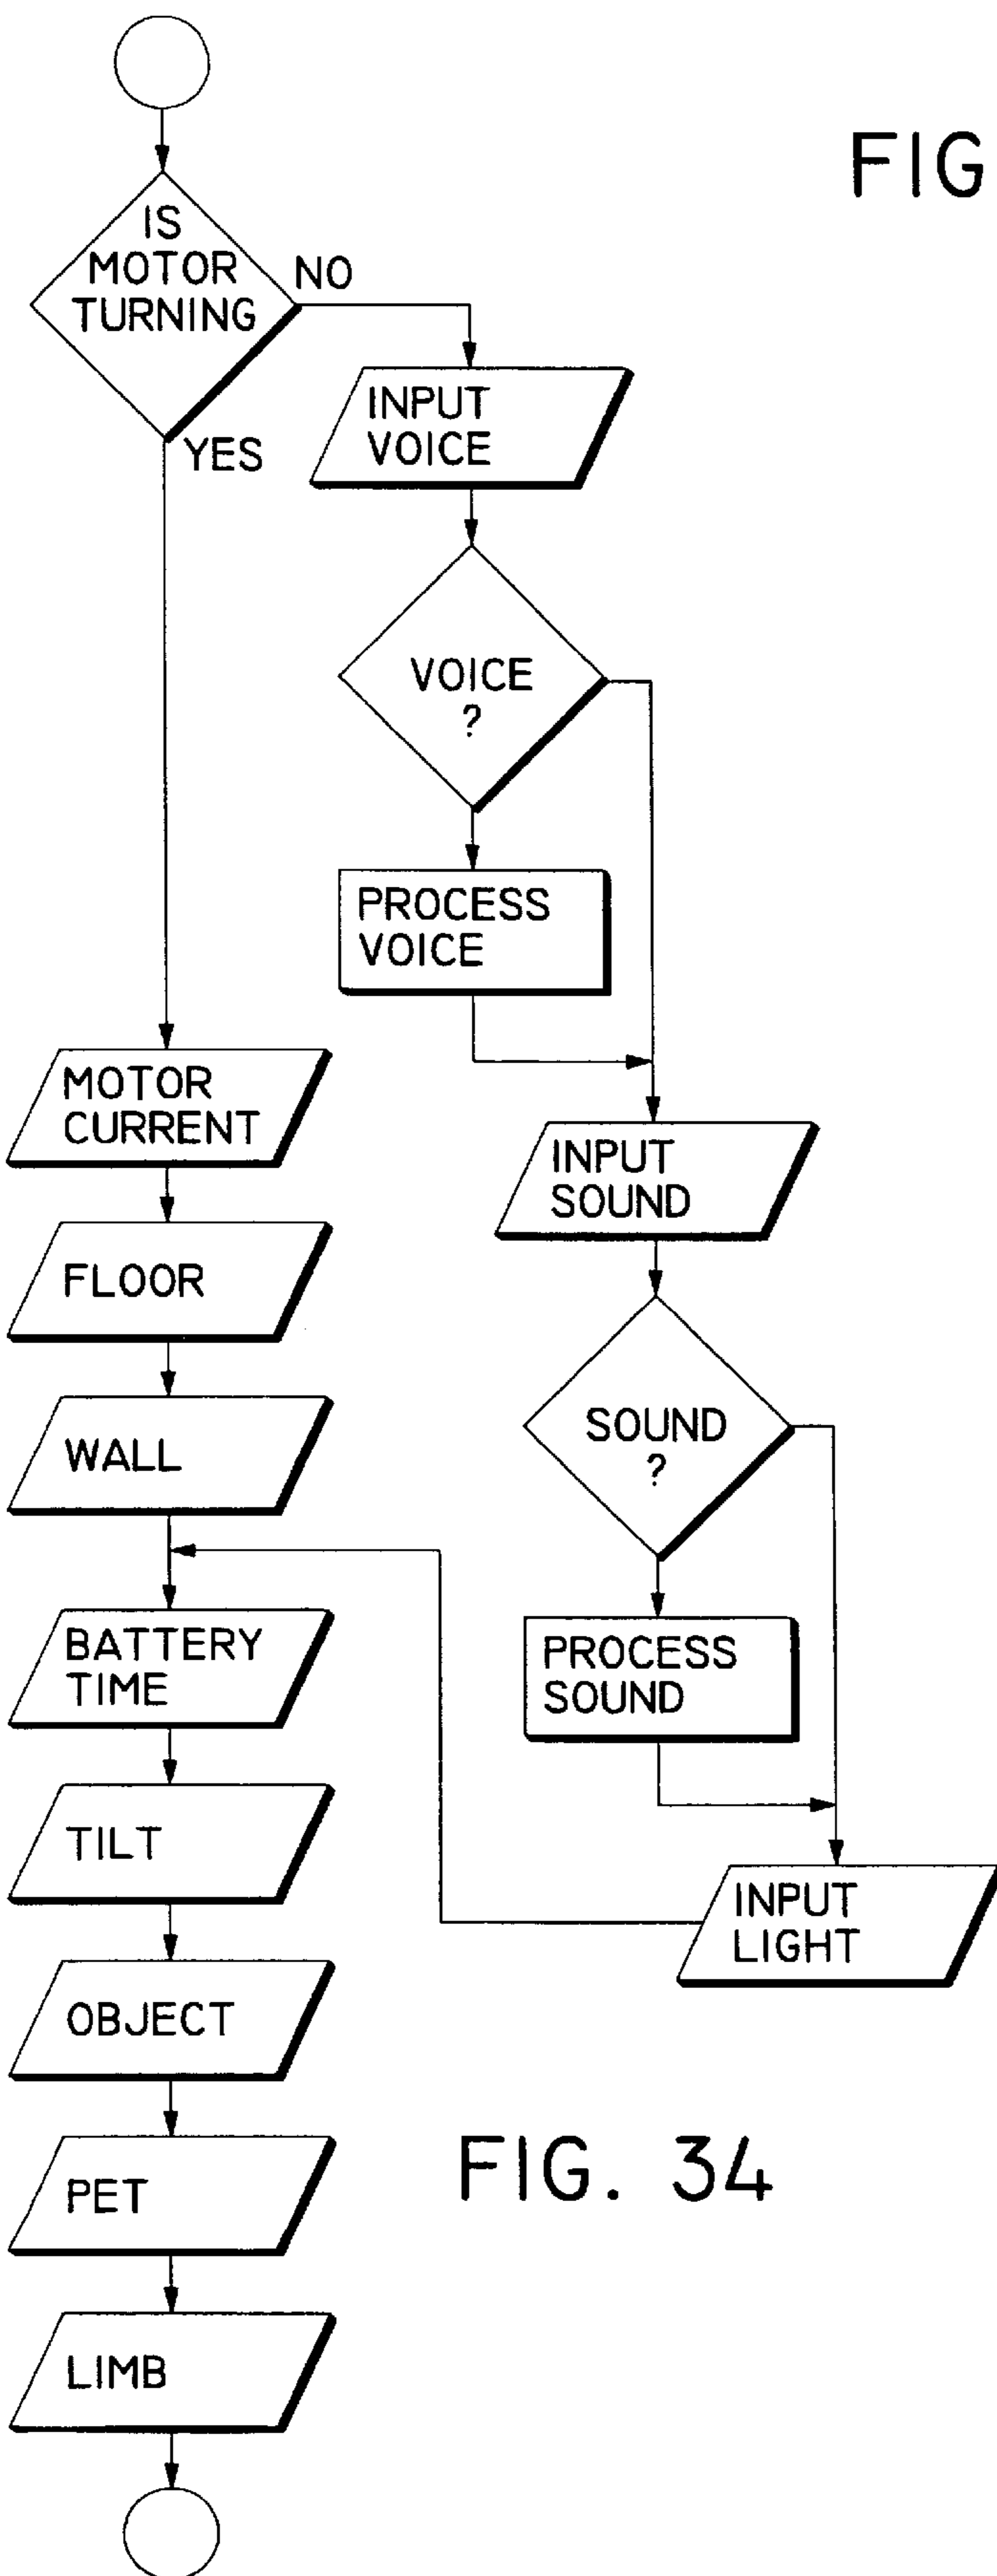 FIG
IS
MOTOR
TURNING
NO
YES
INPUT
VOICE
VOICE
?
PROCESS
VOICE
MOTOR
CURRENT
INPUT
SOUND
FLOOR
SOUND
?
WALL
PROCESS
SOUND
BATTERY
TIME
TILT
INPUT
LIGHT
OBJECT
FIG. 34
PET
LIMB